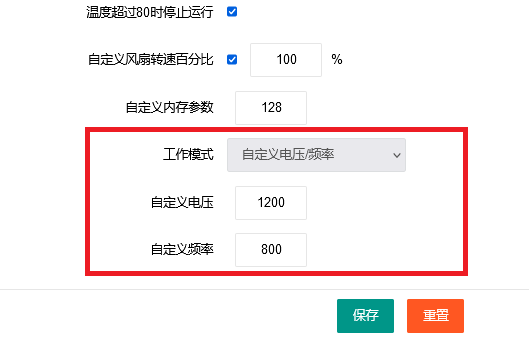 温度超过80时停止运行
自定义风扇转速百分比 100 %
自定义内存参数 128
工作模式 自定义电压/频率
自定义电压 1200
自定义频率 800
保存 重置